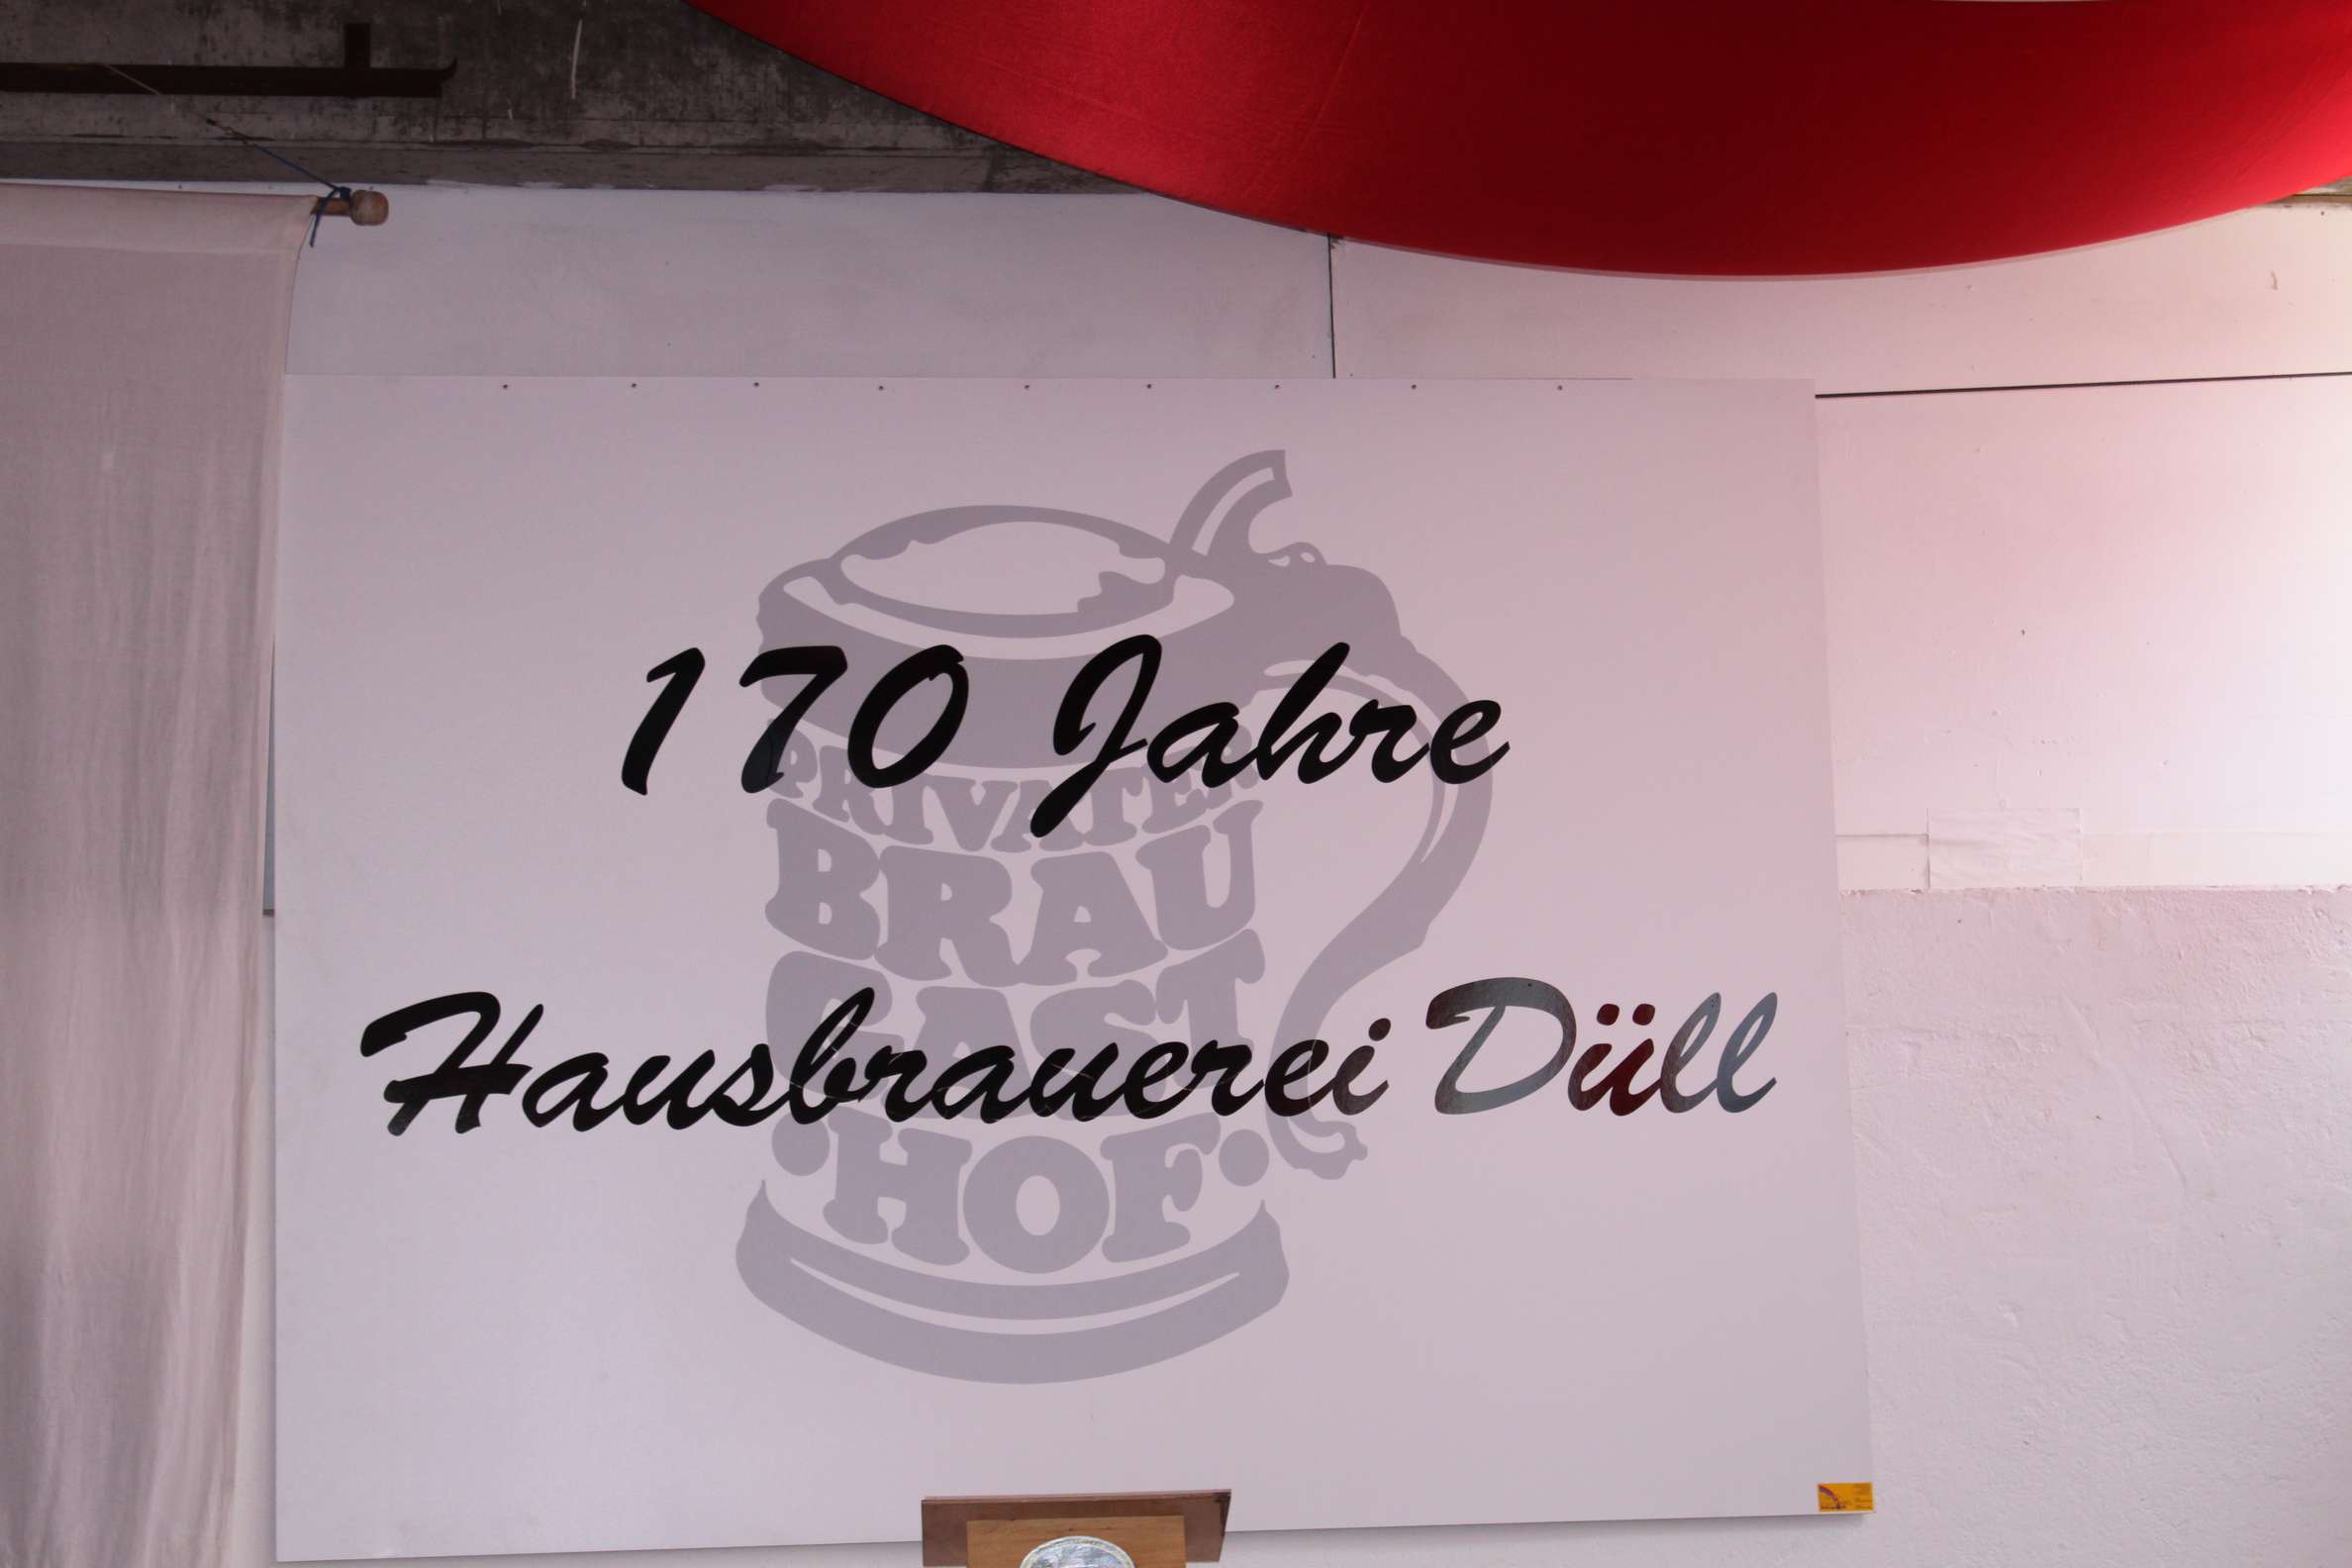 170 Jahre
PRIVATER
BRAU
GAST
Hausbrauerei Düll
• HOF •